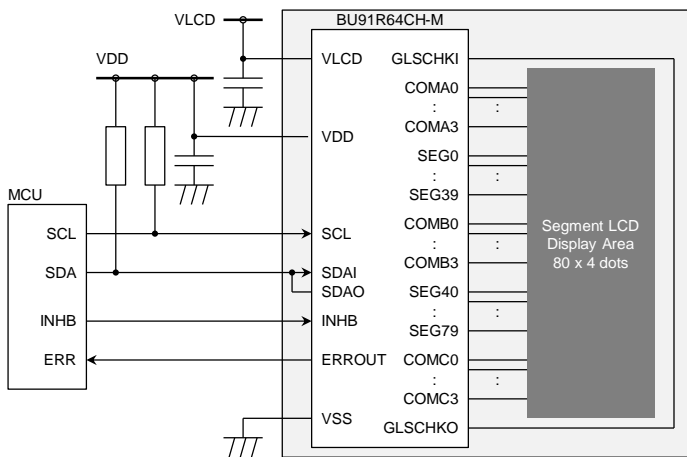 VLCD
BU91R64CH-M
VDD
MCU
SCL
SDA
INHB
ERR
VLCD
VDD
SCL
SDAI
SDAO
INHB
ERROUT
VSS
GLSCHKI
COMA0
:
:
COMA3
SEG0
:
:
SEG39
COMB0
:
:
COMB3
SEG40
:
:
SEG79
COMC0
:
:
COMC3
GLSCHKO
Segment LCD
Display Area
80 x 4 dots